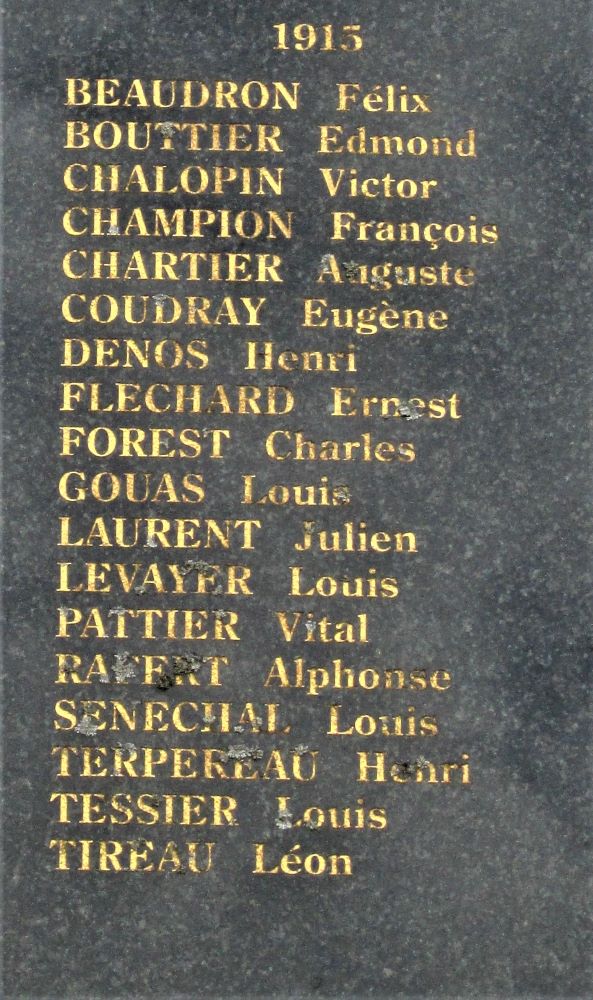 1915
BEAUDRON Félix
BOUTTIER Edmond
CHALOPIN Victor
CHAMPION François
CHARTIER Auguste
COUDRAY Eugène
DENOS Henri
FLECHARD Ernest
FOREST Charles
GOUAS Louis
LAURENT Julien
LEVAYER Louis
PATTIER Vital
Alphonse
SENECHAL Louis
TERPEREAU Henri
TESSIER Louis
TIREAU Léon